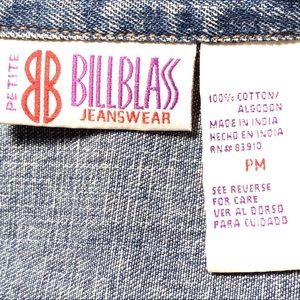 PETITE
BB
BILLBLASS
JEANSWEAR
100% COTTON/
ALGODON
MADE IN INDIA
HECHO EN INDIA
RN# 83910
PM
SEE REVERSE
FOR CARE
VER AL DORSO
PARA CUIDADO